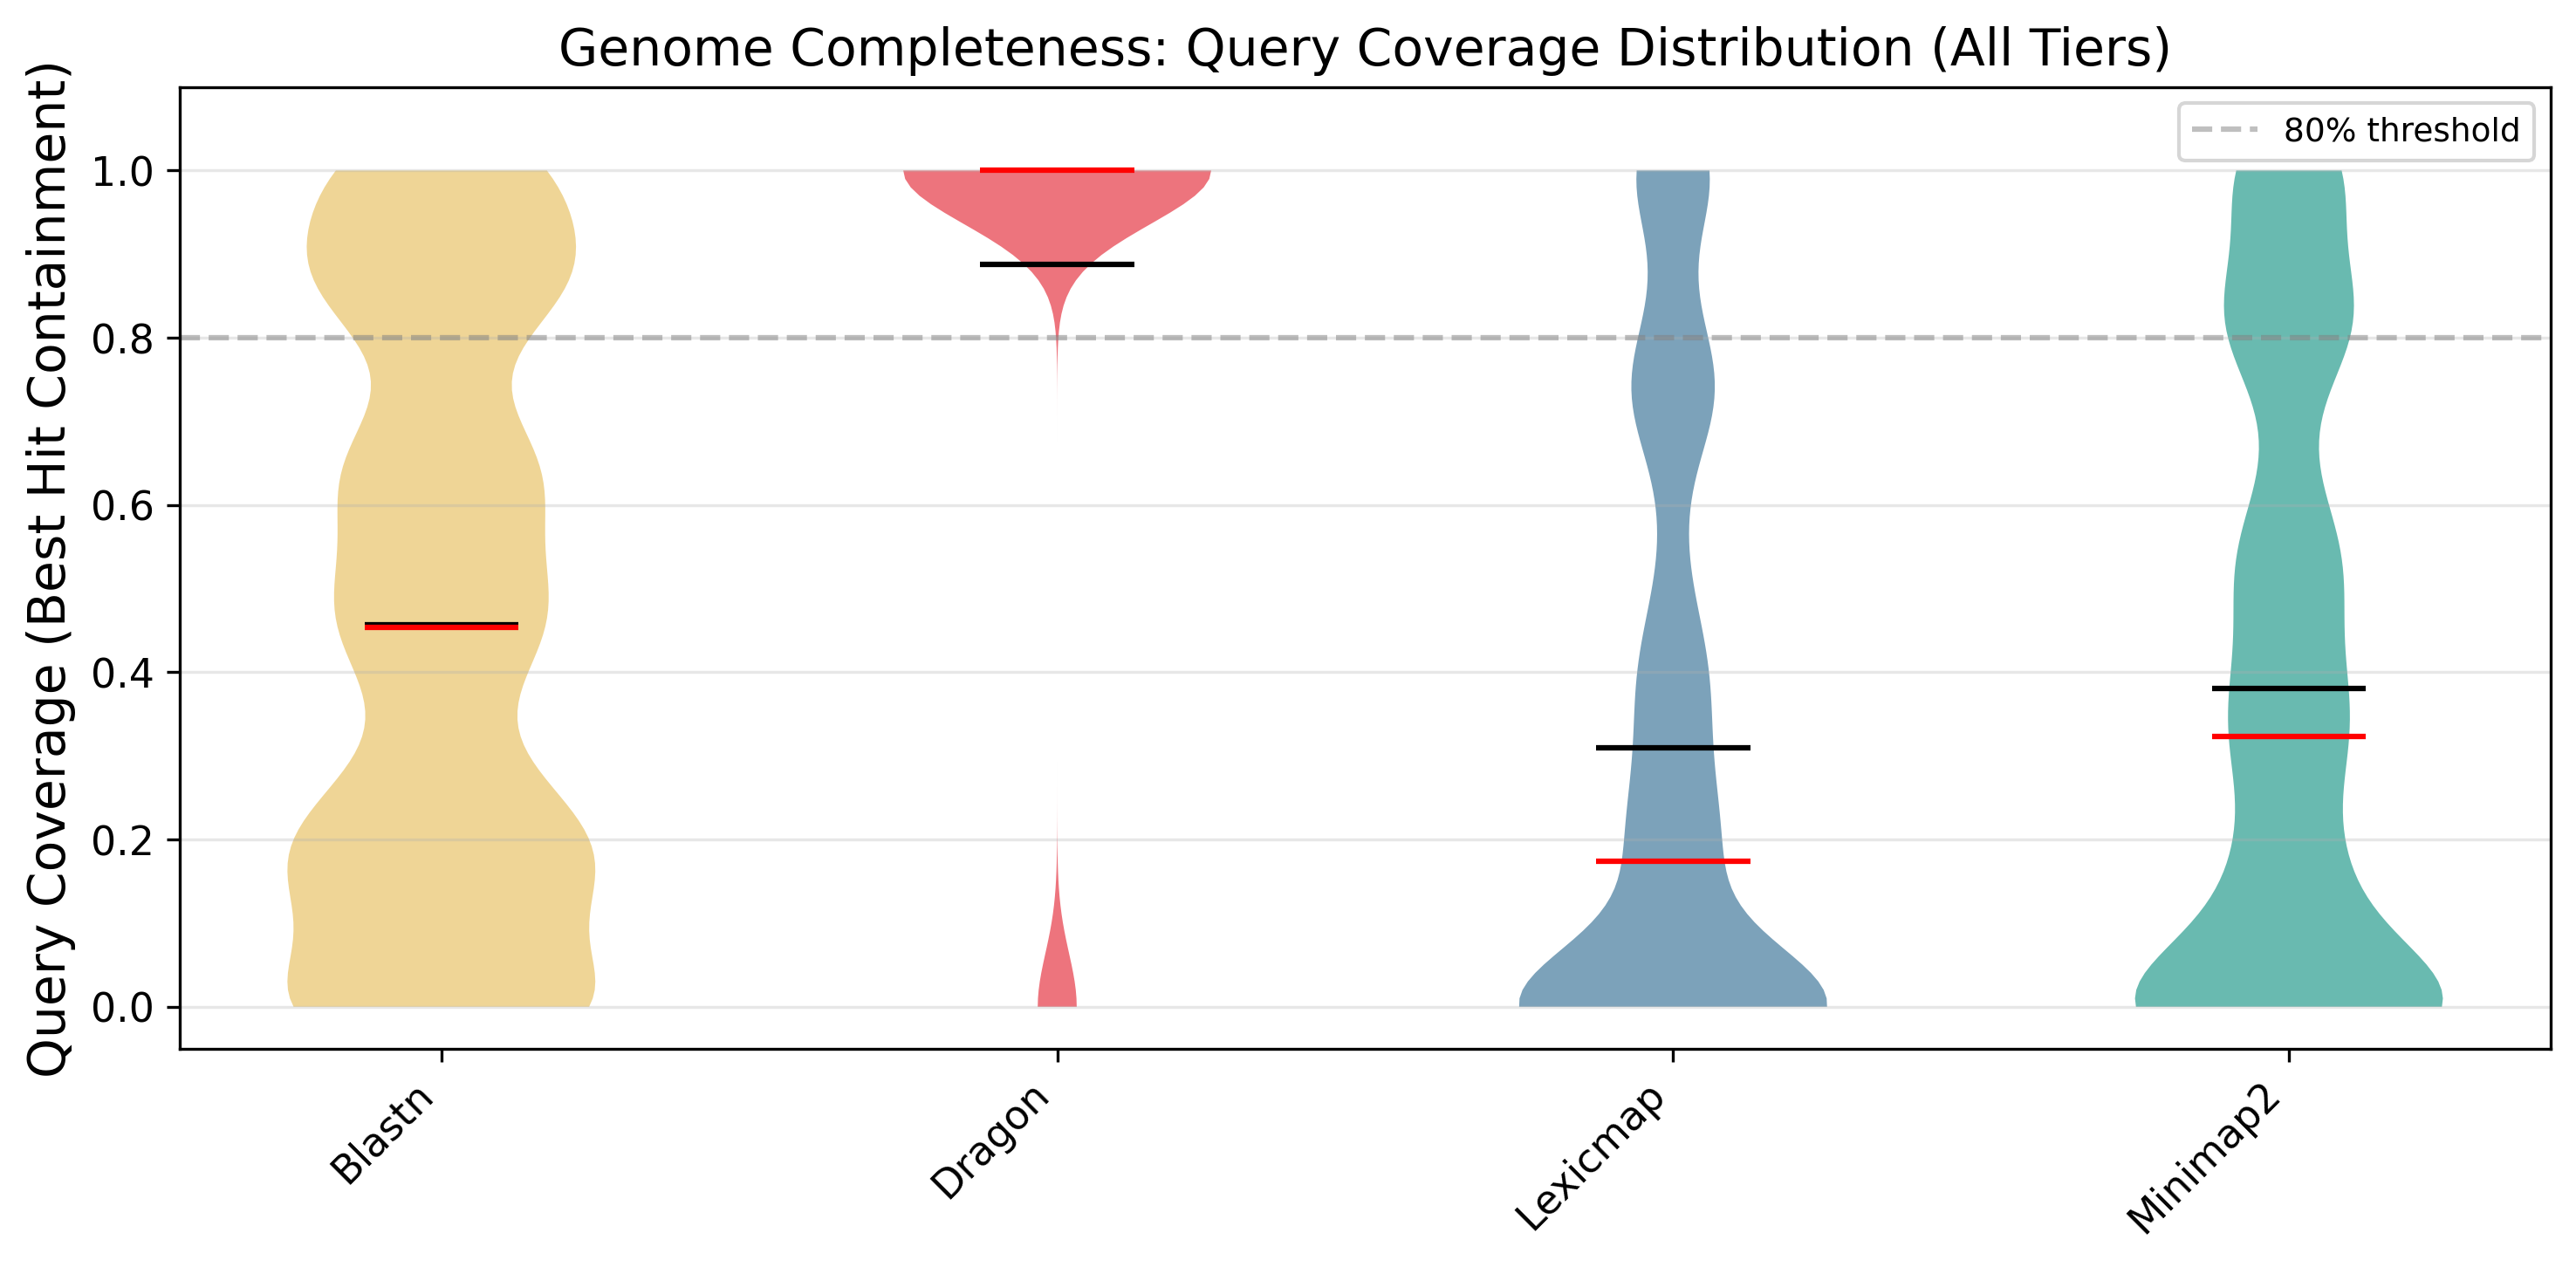 Genome Completeness: Query Coverage Distribution (All Tiers)
80% threshold
Query Coverage (Best Hit Containment)
1.0
0.8
0.6
0.4
0.2
0.0
Blastn
Dragon
Lexicmap
Minimap2